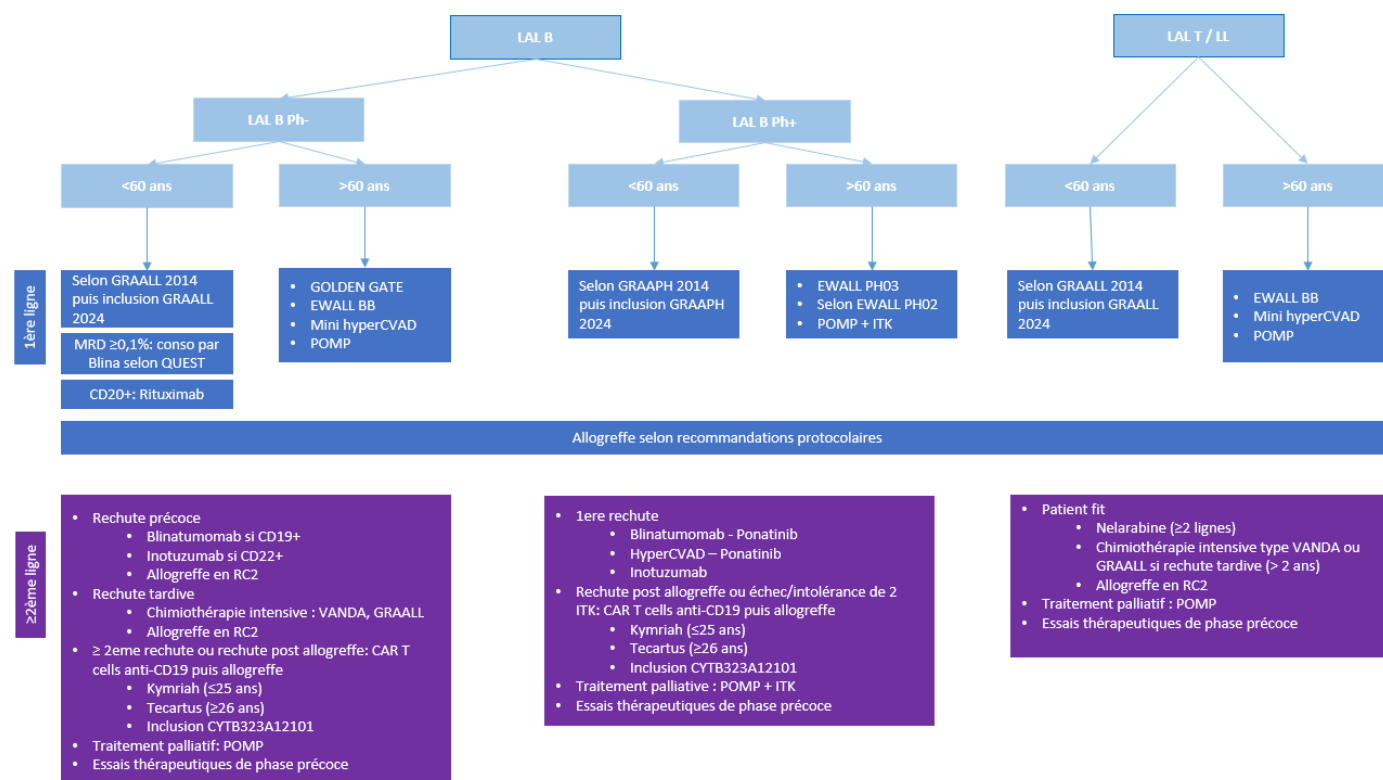 LAL B
LAL T / LL
LAL B Ph-
LAL B Ph+
<60 ans
>60 ans
<60 ans
>60 ans
<60 ans
>60 ans
1ère ligne
Selon GRAALL 2014
puis inclusion GRAALL
2024
MRD ≥0,1%: conso par
Blina selon QUEST
CD20+: Rituximab
• GOLDEN GATE
• EWALL BB
• Mini hyperCVAD
• POMP
Selon GRAAPH 2014
puis inclusion GRAAPH
2024
• EWALL PH03
• Selon EWALL PH02
• POMP + ITK
Selon GRAALL 2014
puis inclusion GRAALL
2024
• EWALL BB
• Mini hyperCVAD
• POMP
Allogreffe selon recommandations protocolaires
≥2ème ligne
• Rechute précoce
• Blinatumomab si CD19+
• Inotuzumab si CD22+
• Allogreffe en RC2
• Rechute tardive
• Chimiothérapie intensive : VANDA, GRAALL
• Allogreffe en RC2
• ≥ 2eme rechute ou rechute post allogreffe: CAR T
cells anti-CD19 puis allogreffe
• Kymriah (≤25 ans)
• Tecartus (≥26 ans)
• Inclusion CYTB323A12101
• Traitement palliatif: POMP
• Essais thérapeutiques de phase précoce
• 1ere rechute
• Blinatumomab - Ponatinib
• HyperCVAD – Ponatinib
• Inotuzumab
• Rechute post allogreffe ou échec/intolérance de 2
ITK: CAR T cells anti-CD19 puis allogreffe
• Kymriah (≤25 ans)
• Tecartus (≥26 ans)
• Inclusion CYTB323A12101
• Traitement palliative : POMP + ITK
• Essais thérapeutiques de phase précoce
• Patient fit
• Nelarabine (≥2 lignes)
• Chimiothérapie intensive type VANDA ou
GRAALL si rechute tardive (> 2 ans)
• Allogreffe en RC2
• Traitement palliatif : POMP
• Essais thérapeutiques de phase précoce